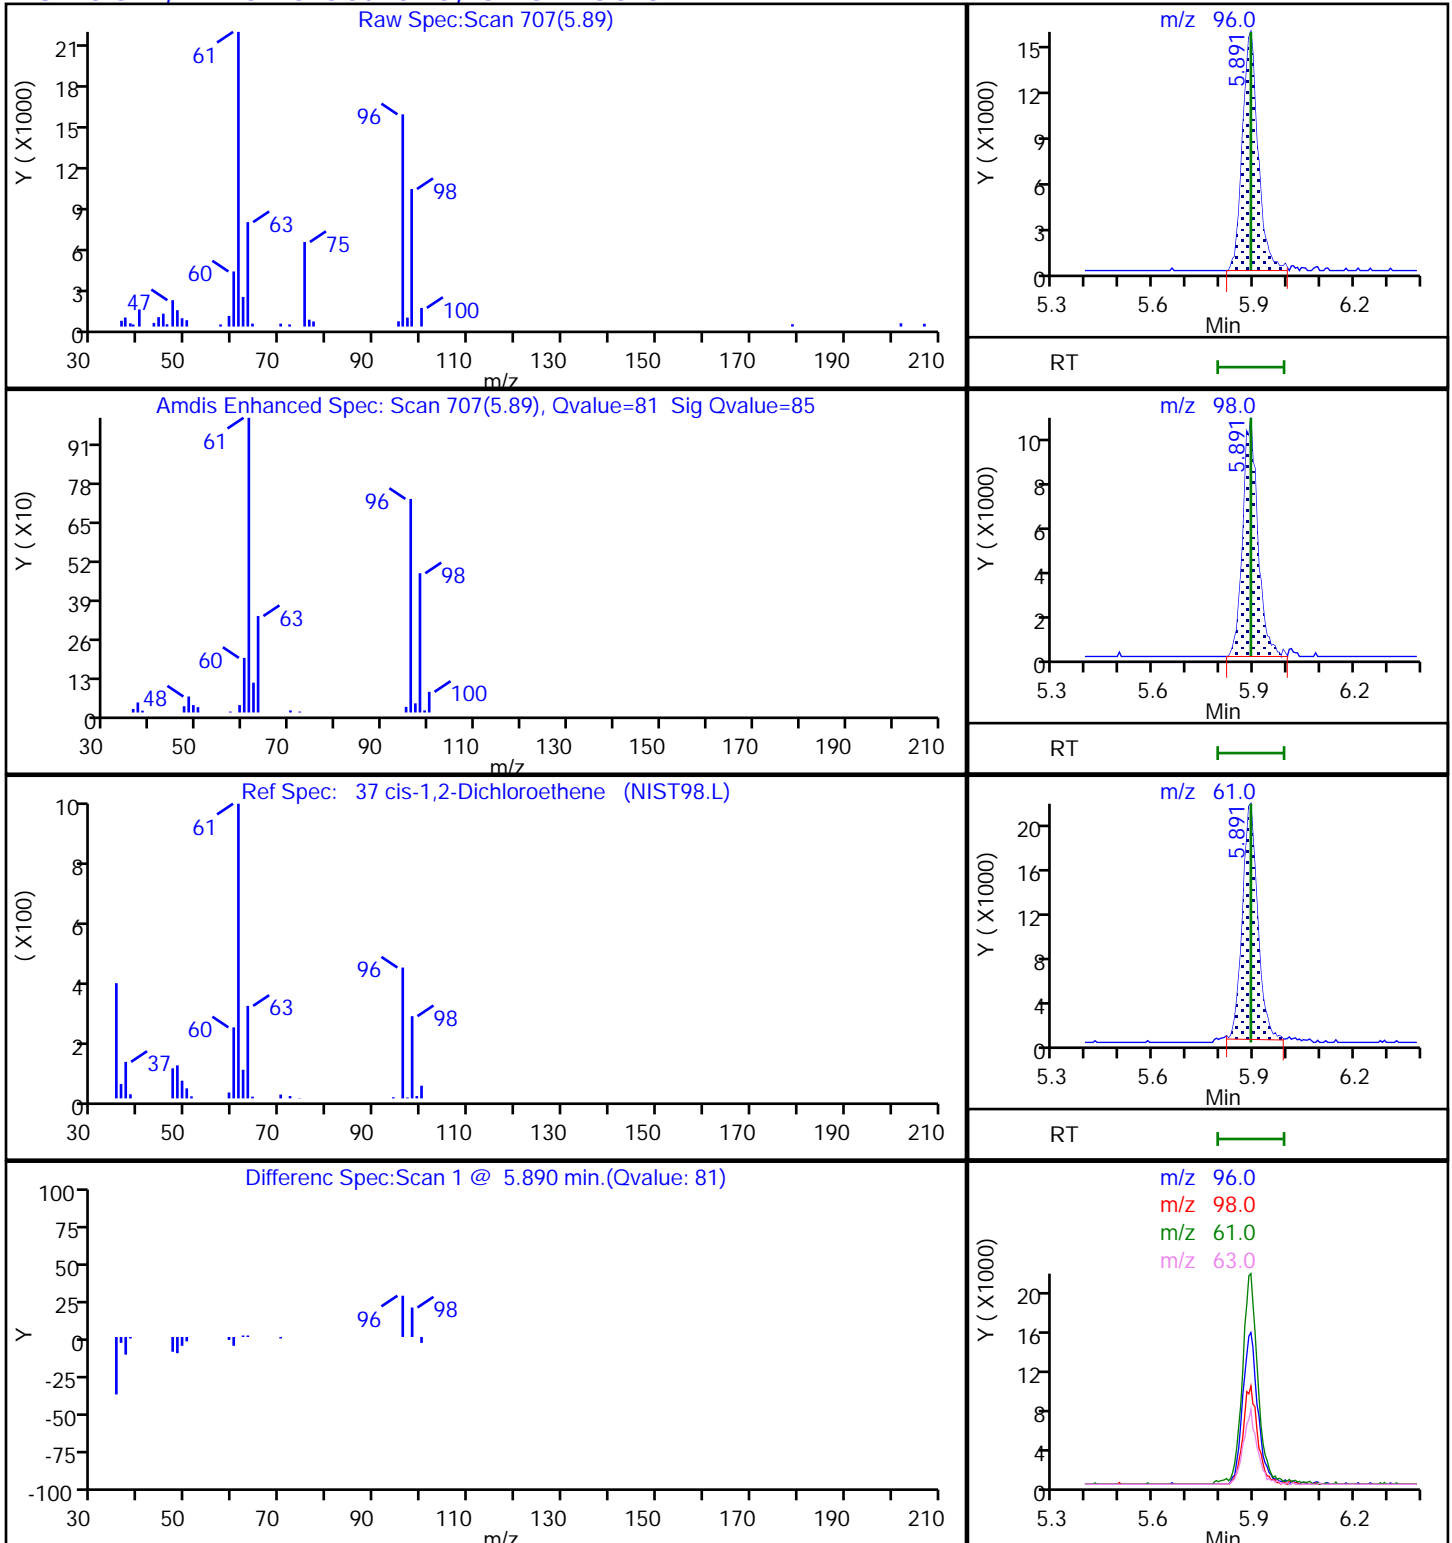 Raw Spec:Scan 707(5.89)
Y ( X1000)
21
18
15
12
9
6
3
0
61
96
98
63
75
60
47
100
30 50 70 90 110 130 150 170 190 210
m/z
m/z 96.0
Y ( X1000)
15
12
9
6
3
0
5.891
5.3 5.6 5.9 6.2
Min
RT
Amdis Enhanced Spec: Scan 707(5.89), Qvalue=81 Sig Qvalue=85
Y ( X10)
91
78
65
52
39
26
13
0
61
96
98
63
60
48
100
30 50 70 90 110 130 150 170 190 210
m/z
m/z 98.0
Y ( X1000)
10
8
6
4
2
0
5.891
5.3 5.6 5.9 6.2
Min
RT
Ref Spec: 37 cis-1,2-Dichloroethene (NIST98.L)
( X100)
10
8
6
4
2
0
61
96
63
98
60
37
30 50 70 90 110 130 150 170 190 210
m/z 61.0
Y ( X1000)
20
16
12
8
4
0
5.891
5.3 5.6 5.9 6.2
Min
RT
Differenc Spec:Scan 1 @ 5.890 min.(Qvalue: 81)
Y
100
75
50
25
0
-25
-50
-75
-100
96
98
30 50 70 90 110 130 150 170 190 210
m/z
m/z 96.0
m/z 98.0
m/z 61.0
m/z 63.0
Y ( X1000)
20
16
12
8
4
0
5.3 5.6 5.9 6.2
Min